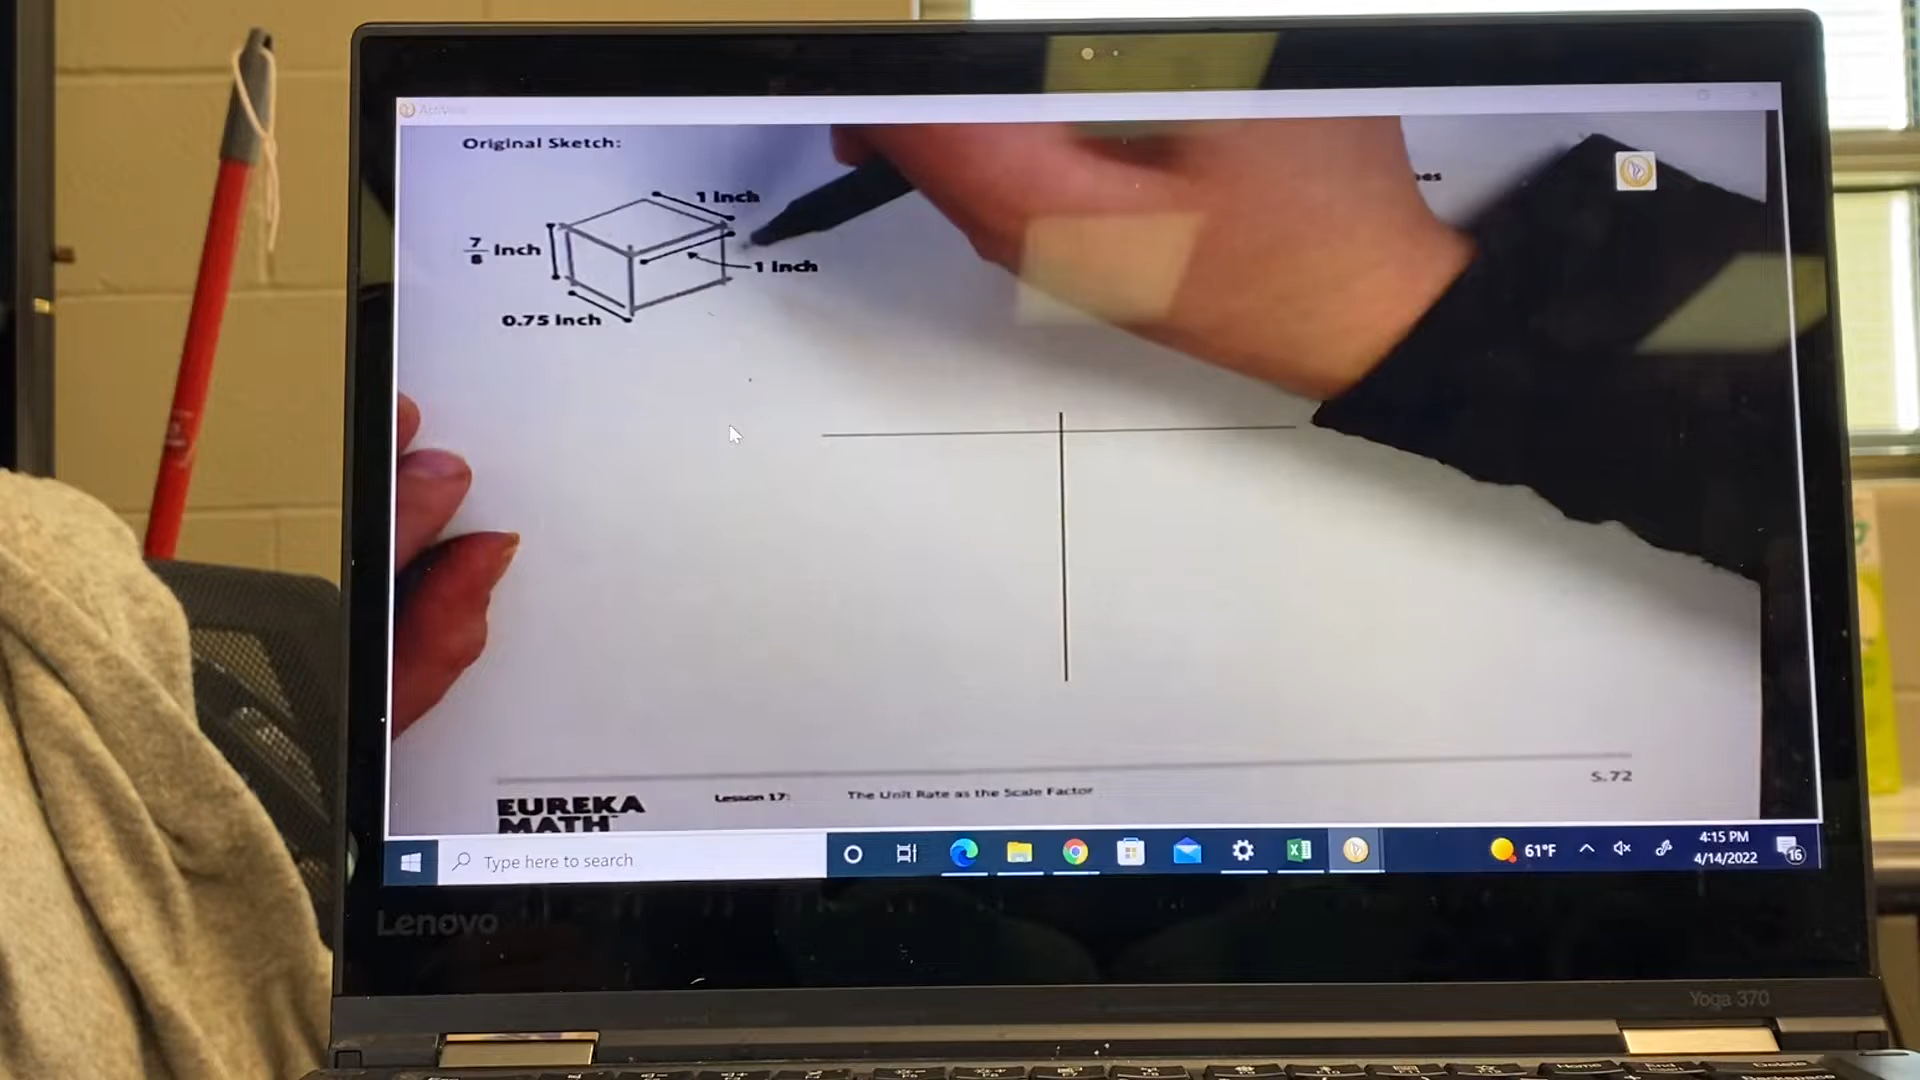 ActiView
Original Sketch:
1 inch
7/8 inch
1 inch
0.75 inch
S.72
EUREKA
MATH™
Lesson 17:
The Unit Rate as the Scale Factor
Type here to search
61°F
4:15 PM
4/14/2022
16
Lenovo
Yoga 370